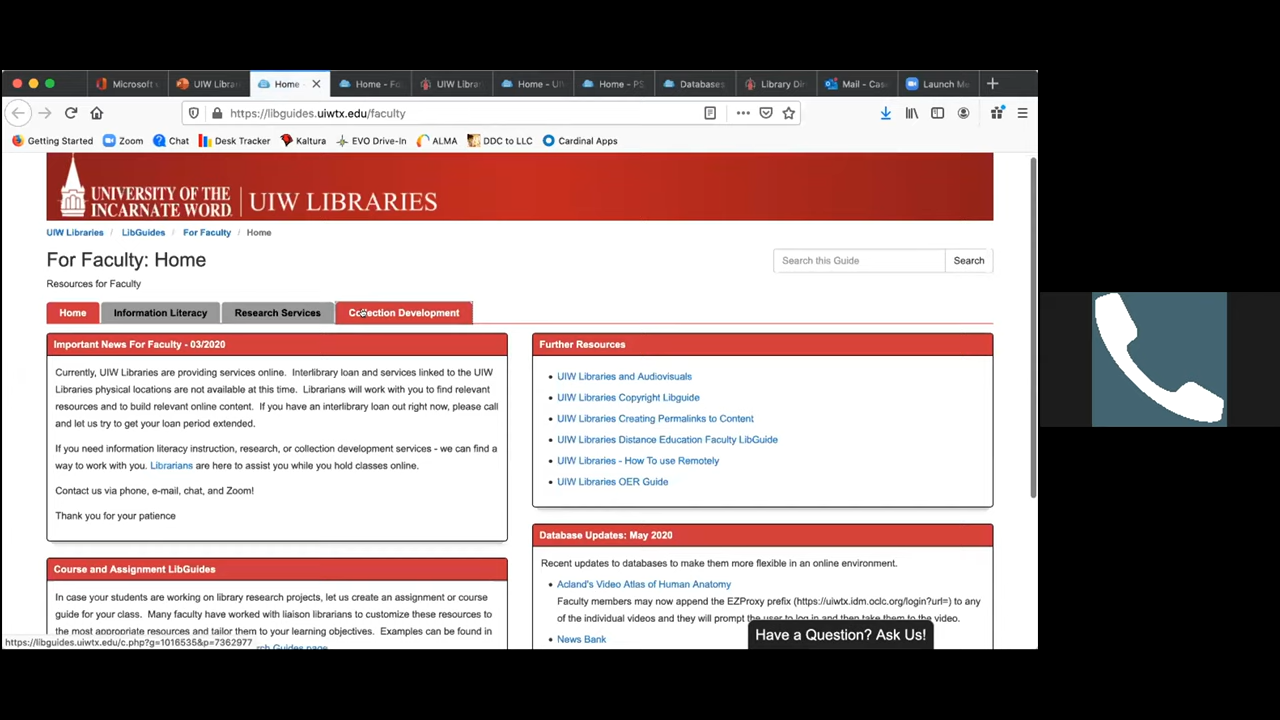 Microsoft
UIW Libra
Home
Home - Fo
UIW Librar
Home - UI
Home - PS
Databases
Library Dir
Mail - Cas
Launch Me
https://libguides.uiwtx.edu/faculty
Getting Started
Zoom
Chat
Desk Tracker
Kaltura
EVO Drive-In
ALMA
DDC to LLC
Cardinal Apps
UNIVERSITY OF THE
INCARNATE WORD
UIW LIBRARIES
UIW Libraries / LibGuides / For Faculty / Home
For Faculty: Home
Search this Guide
Search
Resources for Faculty
Home
Information Literacy
Research Services
Collection Development
Important News For Faculty - 03/2020
Currently, UIW Libraries are providing services online. Interlibrary loan and services linked to the UIW
Libraries physical locations are not available at this time. Librarians will work with you to find relevant
resources and to build relevant online content. If you have an interlibrary loan out right now, please call
and let us try to get your loan period extended.
If you need information literacy instruction, research, or collection development services - we can find a
way to work with you. Librarians are here to assist you while you hold classes online.
Contact us via phone, e-mail, chat, and Zoom!
Thank you for your patience
Course and Assignment LibGuides
In case your students are working on library research projects, let us create an assignment or course
guide for your class. Many faculty have worked with liaison librarians to customize these resources to
the most appropriate resources and tailor them to your learning objectives. Examples can be found in
rch Guides page
https://libguides.uiwtx.edu/c.php?g=1016535&p=7362977
Further Resources
UIW Libraries and Audiovisuals
UIW Libraries Copyright Libguide
UIW Libraries Creating Permalinks to Content
UIW Libraries Distance Education Faculty LibGuide
UIW Libraries - How To use Remotely
UIW Libraries OER Guide
Database Updates: May 2020
Recent updates to databases to make them more flexible in an online environment.
Acland's Video Atlas of Human Anatomy
Faculty members may now append the EZProxy prefix (https://uiwtx.idm.oclc.org/login?url=) to any
of the individual videos and they will prompt the user to log in and then take them to the video.
News Bank
Have a Question? Ask Us!